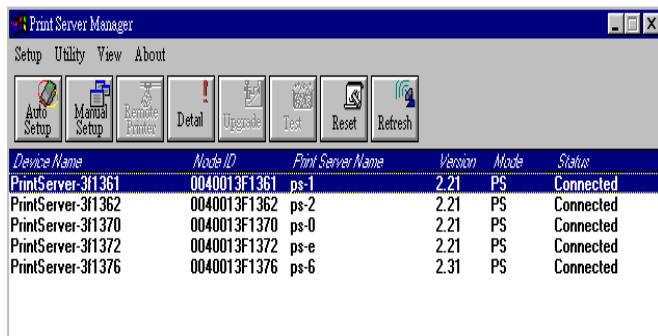 Print Server Manager
Setup Utility View About
Auto Setup Manual Setup Remote Printer Detail Upgrade Test Reset Refresh
Device Name Node ID Print Server Name Version Mode Status
PrintServer-3f1361 0040013F1361 ps-1 2.21 PS Connected
PrintServer-3f1362 0040013F1362 ps-2 2.21 PS Connected
PrintServer-3f1370 0040013F1370 ps-0 2.21 PS Connected
PrintServer-3f1372 0040013F1372 ps-e 2.21 PS Connected
PrintServer-3f1376 0040013F1376 ps-6 2.31 PS Connected